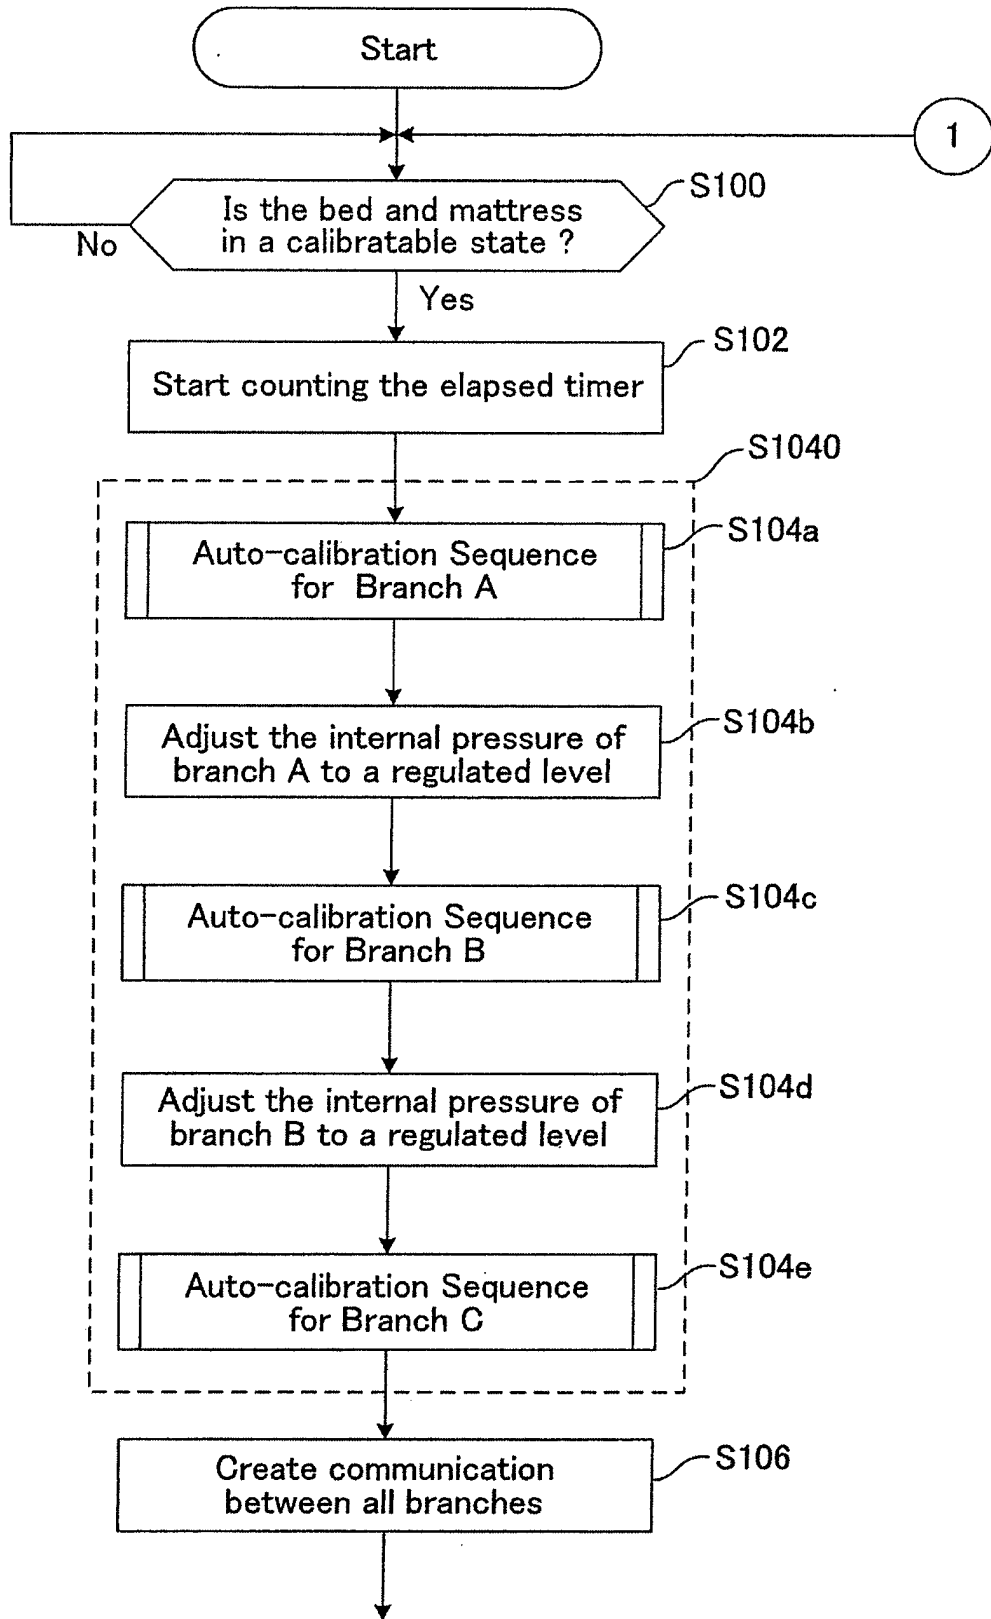 Start
1
S100
Is the bed and mattress
in a calibratable state ?
No
Yes
S102
Start counting the elapsed timer
S1040
S104a
Auto-calibration Sequence
for Branch A
S104b
Adjust the internal pressure of
branch A to a regulated level
S104c
Auto-calibration Sequence
for Branch B
S104d
Adjust the internal pressure of
branch B to a regulated level
S104e
Auto-calibration Sequence
for Branch C
S106
Create communication
between all branches